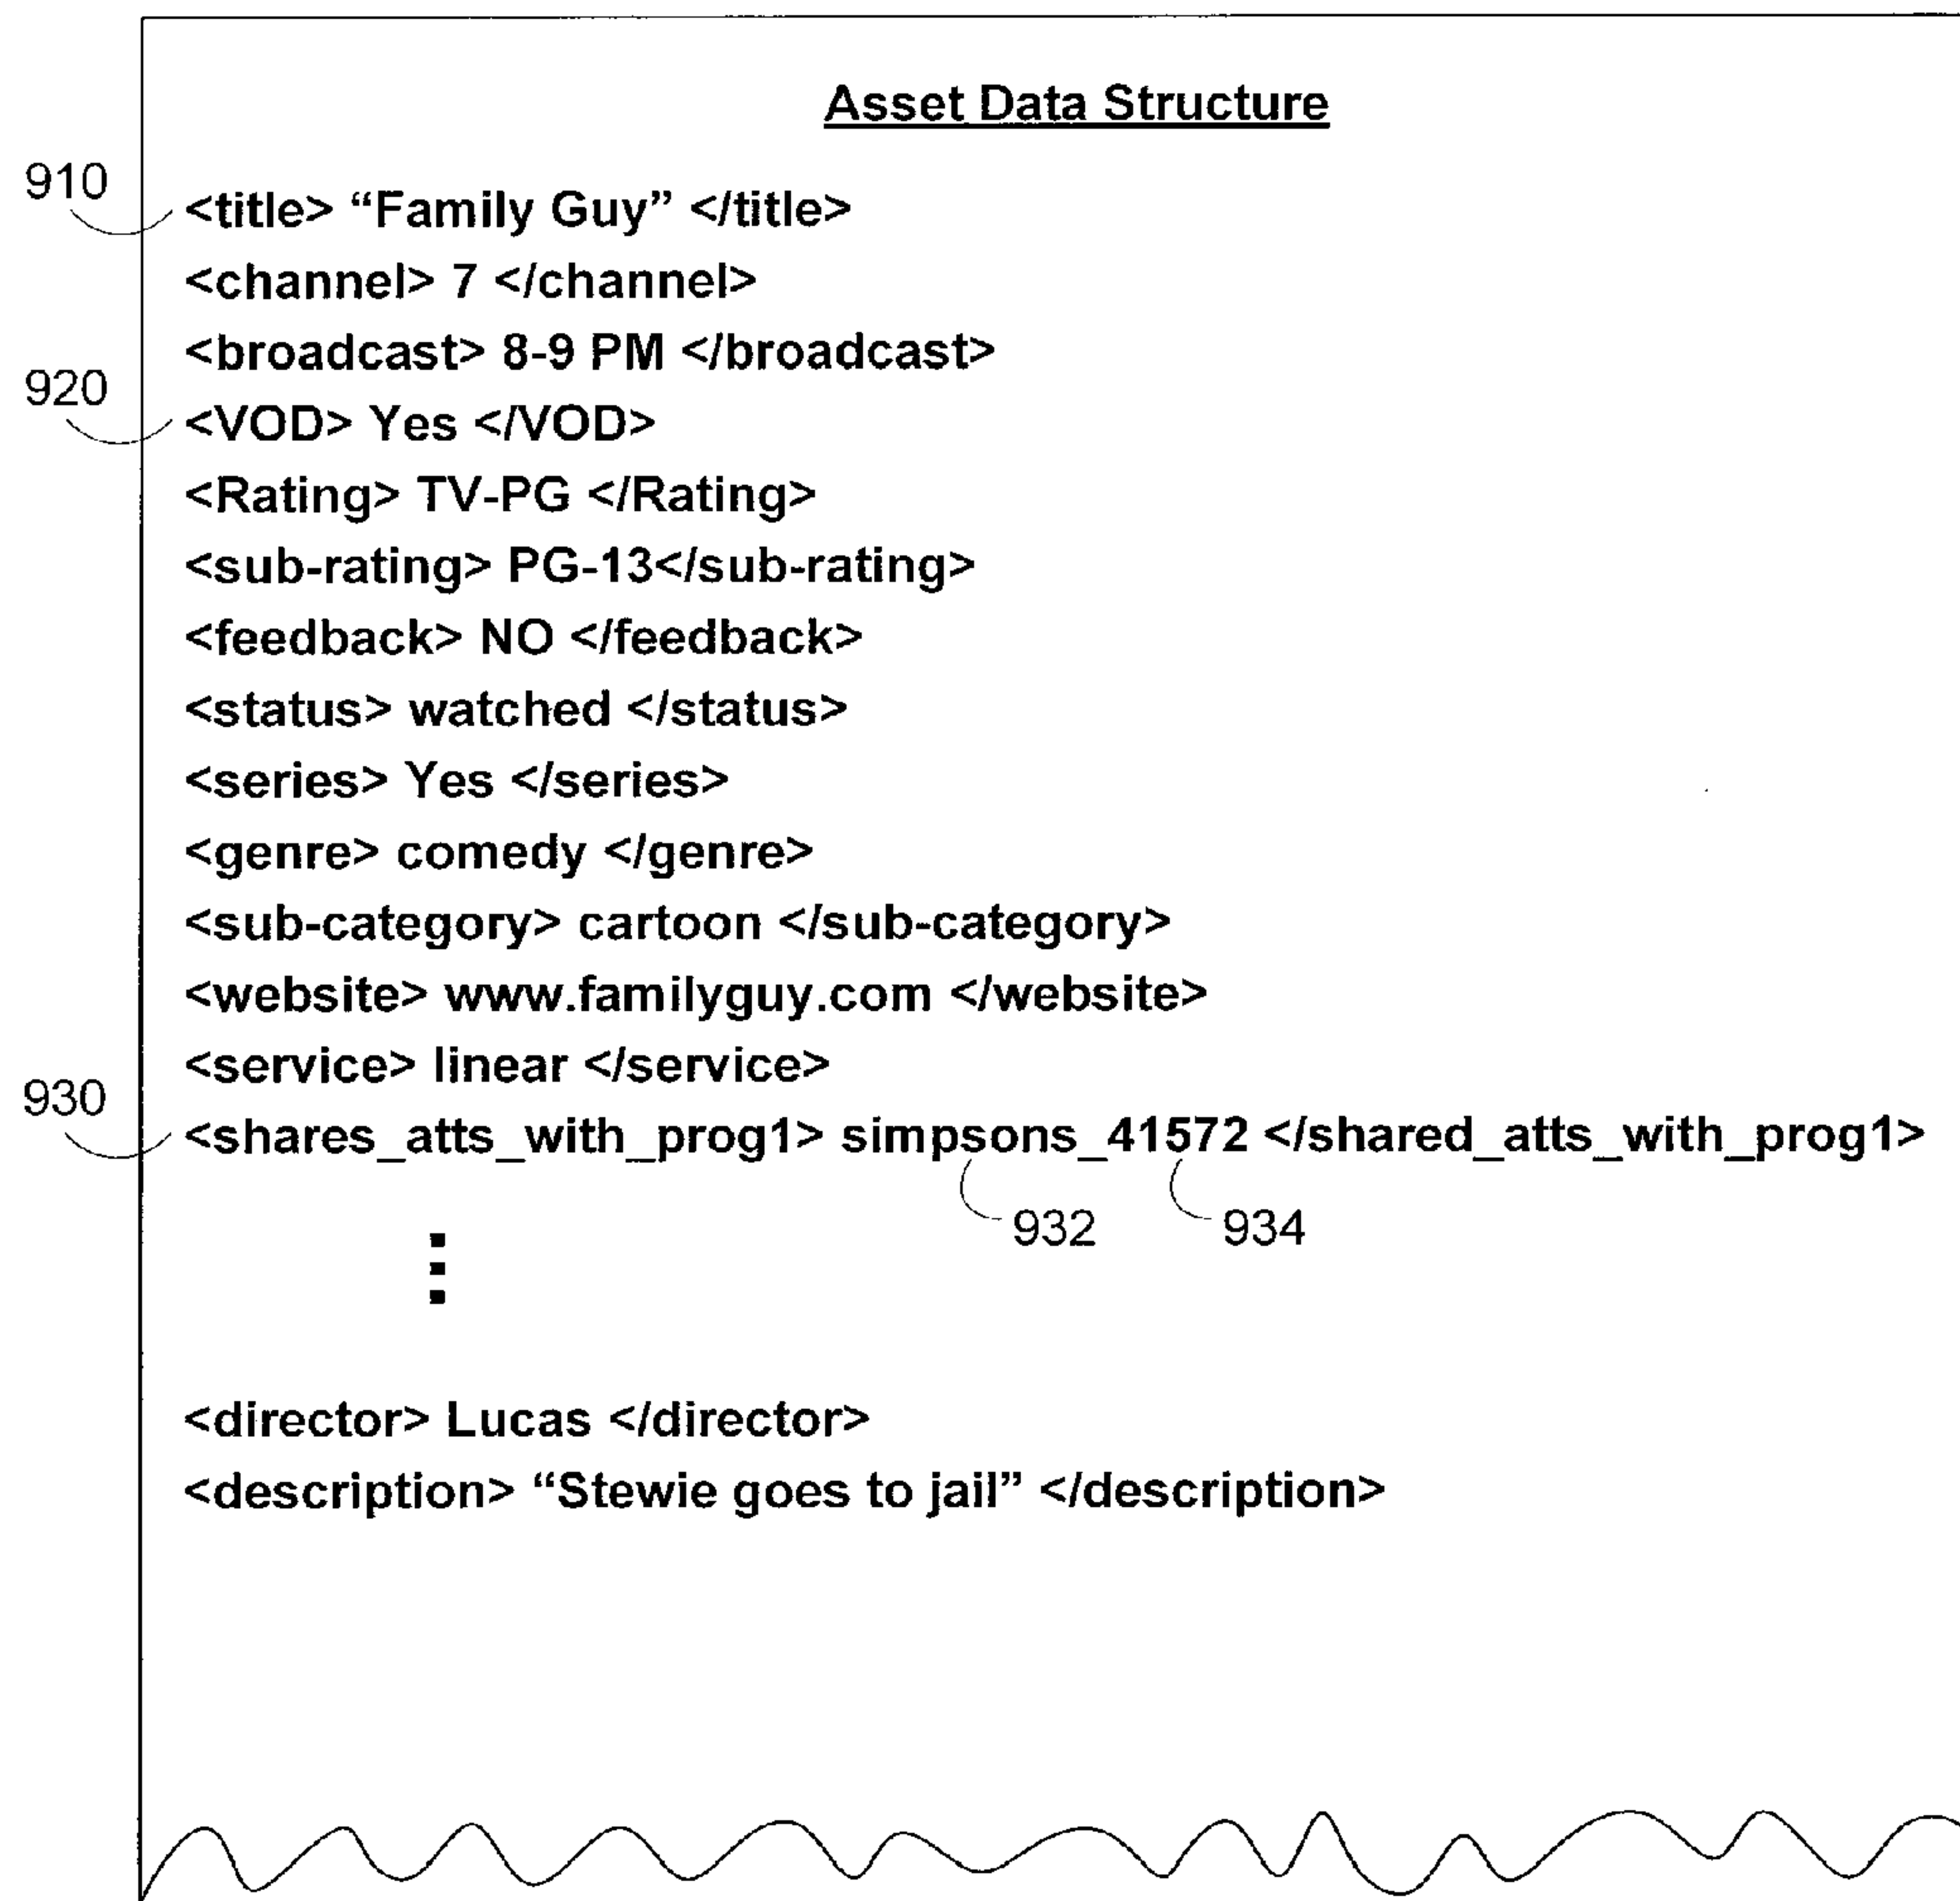 Asset Data Structure
910
<title> “Family Guy” </title>
<channel> 7 </channel>
<broadcast> 8-9 PM </broadcast>
920
<VOD> Yes </VOD>
<Rating> TV-PG </Rating>
<sub-rating> PG-13</sub-rating>
<feedback> NO </feedback>
<status> watched </status>
<series> Yes </series>
<genre> comedy </genre>
<sub-category> cartoon </sub-category>
<website> www.familyguy.com </website>
<service> linear </service>
930
<shares_atts_with_prog1> simpsons_41572 </shared_atts_with_prog1>
932 934
<director> Lucas </director>
<description> “Stewie goes to jail” </description>